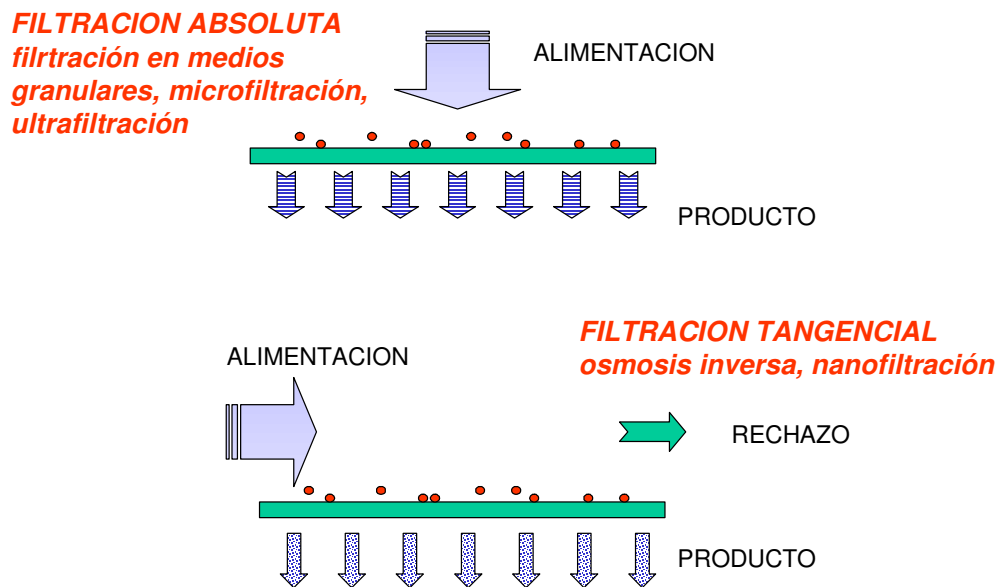 FILTRACION ABSOLUTA
filrtración en medios
granulares, microfiltración,
ultrafiltración
ALIMENTACION
PRODUCTO
FILTRACION TANGENCIAL
osmosis inversa, nanofiltración
ALIMENTACION
RECHAZO
PRODUCTO